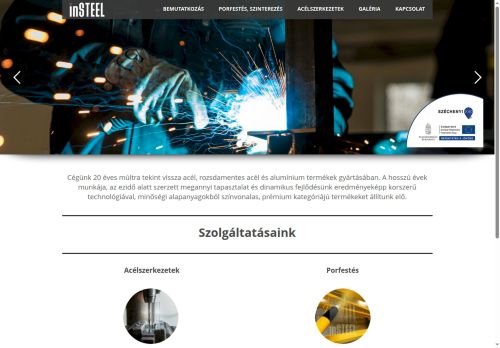 inSTEEL
BEMUTATKOZÁS
PORFESTÉS, SZINTEREZÉS
ACÉLSZERKEZETEK
GALÉRIA
KAPCSOLAT
SZÉCHENYI
Cégünk 20 éves múltra tekint vissza acél, rozsdamentes acél és alumínium termékek gyártásában. A hosszú évek
munkája, az ezidő alatt szerzett megannyi tapasztalat és dinamikus fejlődésünk eredményeképp korszerű
technológiával, minőségi alapanyagokból színvonalas, prémium kategóriájú termékeket állítunk elő.
Szolgáltatásaink
Acélszerkezetek
Porfestés
inSTEEL